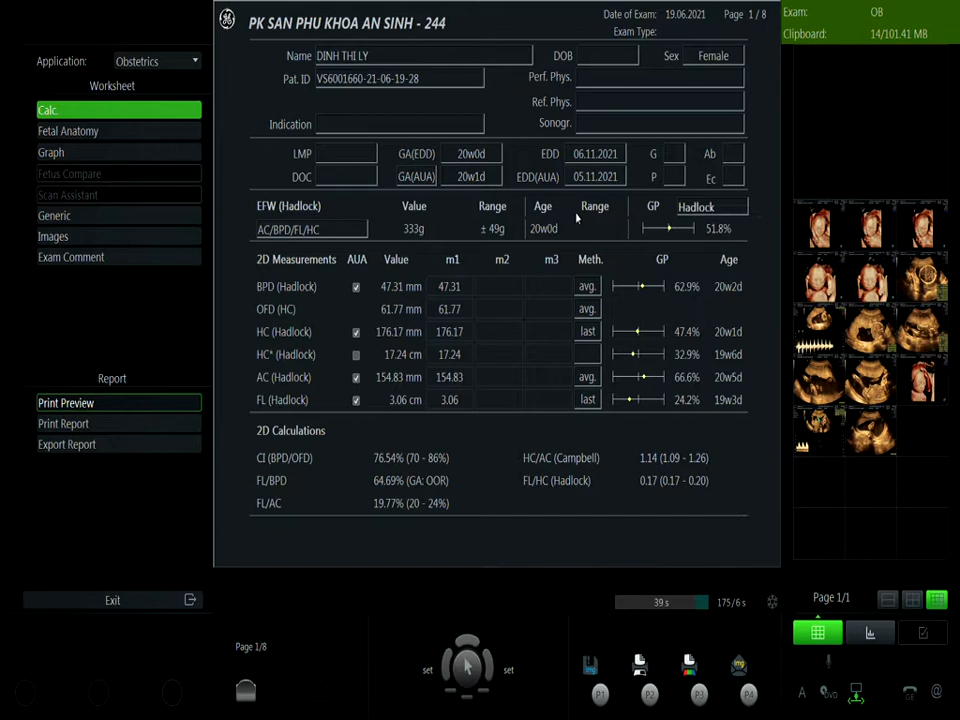 PK SAN PHU KHOA AN SINH - 244
Date of Exam: 19.06.2021 Page 1 / 8
Exam Type:
Exam: OB
Clipboard: 14/101.41 MB
Application: Obstetrics
Worksheet
Calc.
Fetal Anatomy
Graph
Fetus Compare
Scan Assistant
Generic
Images
Exam Comment
Report
Print Preview
Print Report
Export Report
Exit
Name DINH THI LY DOB Sex Female
Pat. ID VS6001660-21-06-19-28 Perf. Phys.
Ref. Phys.
Indication Sonogr.
LMP GA(EDD) 20w0d EDD 06.11.2021 G Ab
DOC GA(AUA) 20w1d EDD(AUA) 05.11.2021 P Ec
EFW (Hadlock) Value Range Age Range GP Hadlock
AC/BPD/FL/HC 333g ± 49g 20w0d 51.8%
2D Measurements AUA Value m1 m2 m3 Meth. GP Age
BPD (Hadlock) 47.31 mm 47.31 avg. 62.9% 20w2d
OFD (HC) 61.77 mm 61.77 avg.
HC (Hadlock) 176.17 mm 176.17 last 47.4% 20w1d
HC* (Hadlock) 17.24 cm 17.24 32.9% 19w6d
AC (Hadlock) 154.83 mm 154.83 avg. 66.6% 20w5d
FL (Hadlock) 3.06 cm 3.06 last 24.2% 19w3d
2D Calculations
CI (BPD/OFD) 76.54% (70 - 86%) HC/AC (Campbell) 1.14 (1.09 - 1.26)
FL/BPD 64.69% (GA: OOR) FL/HC (Hadlock) 0.17 (0.17 - 0.20)
FL/AC 19.77% (20 - 24%)
39 s 175/6 s
Page 1/1
Page 1/8
set set
P1 P2 P3 P4
A DVD @